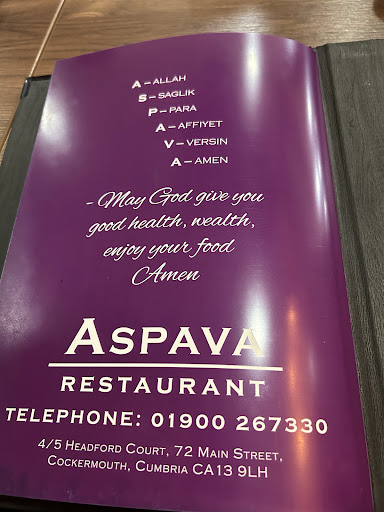 A – ALLAH
S – SAGLIK
P – PARA
A – AFFIYET
V – VERSIN
A – AMEN
- May God give you
good health, wealth,
enjoy your food
Amen
ASPAVA
RESTAURANT
TELEPHONE: 01900 267330
4/5 HEADFORD COURT, 72 MAIN STREET,
COCKERMOUTH, CUMBRIA CA13 9LH